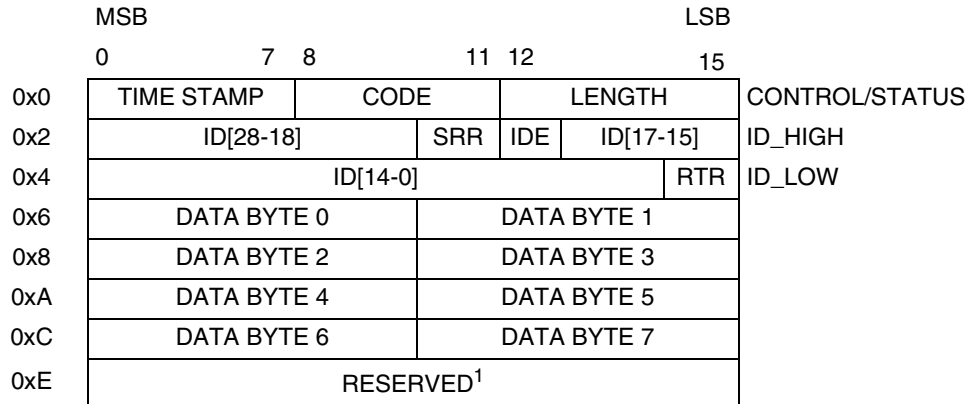 MSB LSB
0 7 8 11 12 15
0x0 TIME STAMP CODE LENGTH CONTROL/STATUS
0x2 ID[28-18] SRR IDE ID[17-15] ID_HIGH
0x4 ID[14-0] RTR ID_LOW
0x6 DATA BYTE 0 DATA BYTE 1
0x8 DATA BYTE 2 DATA BYTE 3
0xA DATA BYTE 4 DATA BYTE 5
0xC DATA BYTE 6 DATA BYTE 7
0xE RESERVED¹